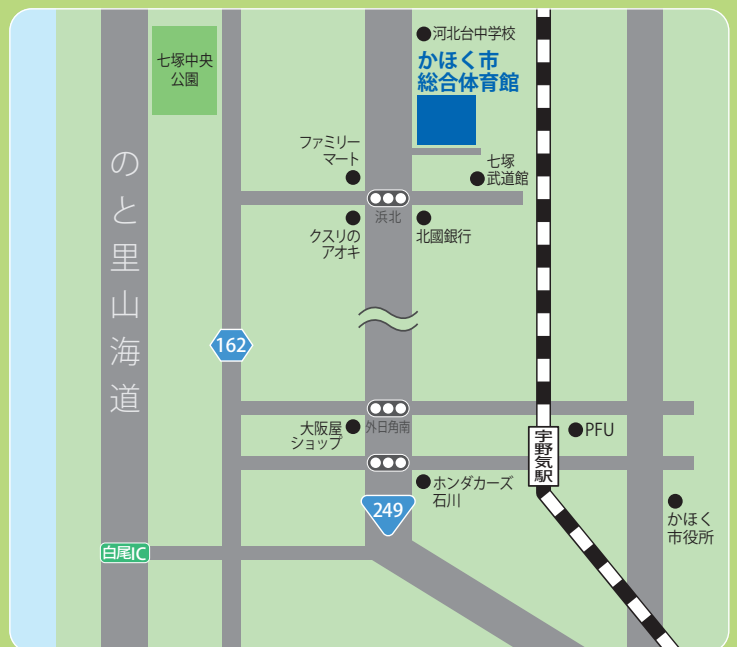 河北台中学校
七塚中央
公園
かほく市
総合体育館
ファミリー
マート
七塚
武道館
のと里山海道
浜北
クスリの
アオキ
北國銀行
162
大阪屋
ショップ
外日角南
宇野気駅
PFU
ホンダカーズ
石川
249
かほく
市役所
白尾IC